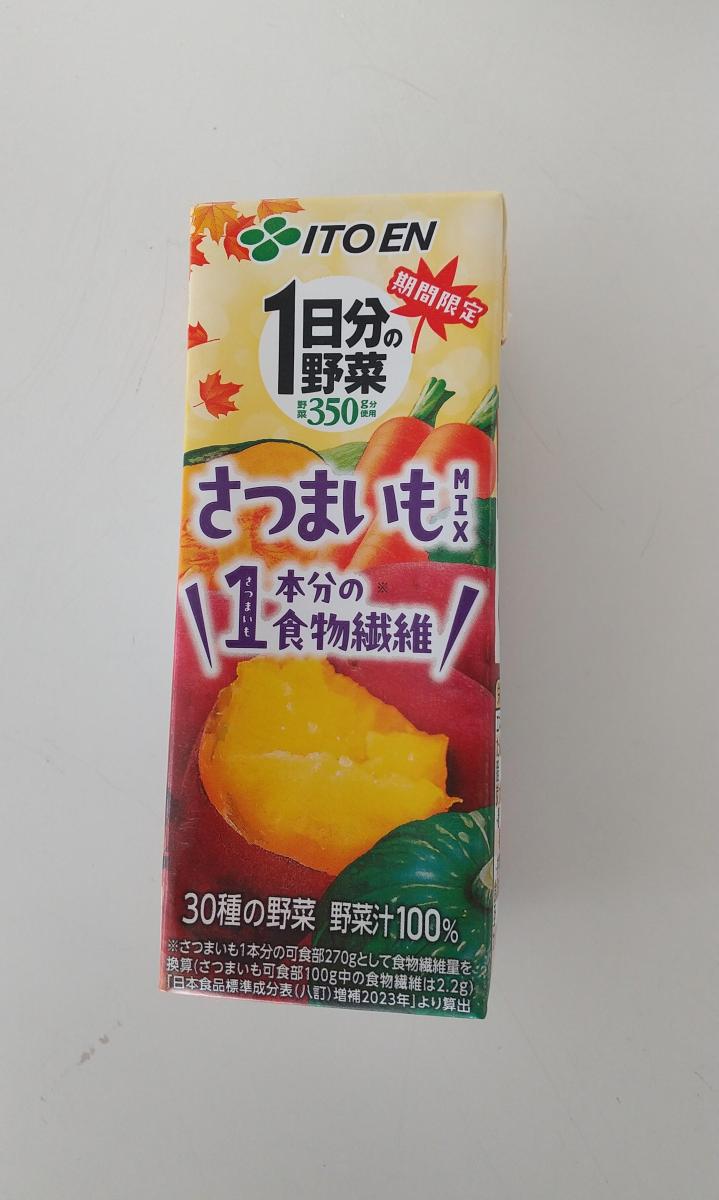 ITO EN
期間限定
1日分の
野菜
野菜350g分使用
さつまいもMIX
さつまいも
1本分の※
食物繊維
30種の野菜 野菜汁100%
※さつまいも1本分の可食部270gとして食物繊維量を
換算(さつまいも可食部100g中の食物繊維は2.2g)
「日本食品標準成分表(八訂)増補2023年」より算出